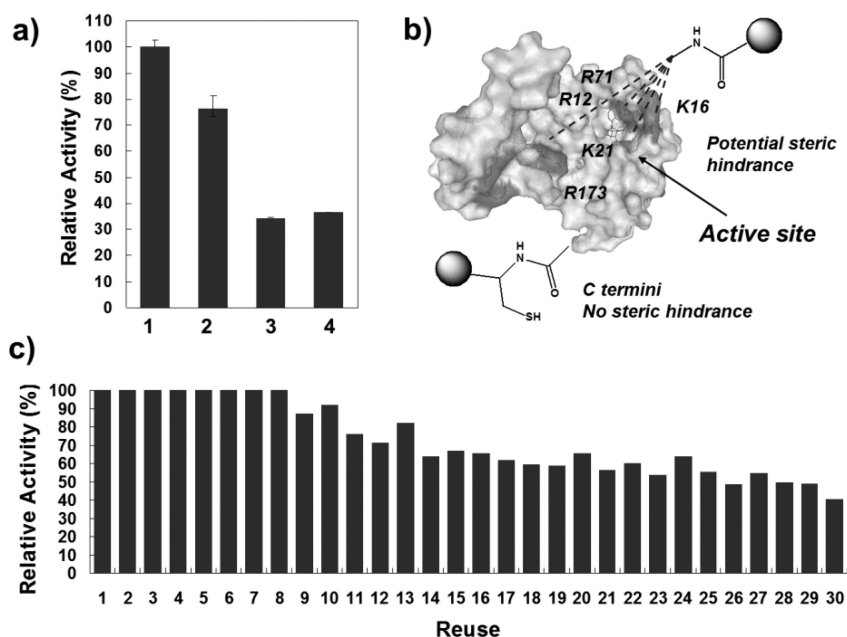 a)
Relative Activity (%)
110
100
90
80
70
60
50
40
30
20
10
0
1 2 3 4
b)
H
N
O
R71
R12
K16
K21
Potential steric
hindrance
R173
Active site
H
N
O
SH
C termini
No steric hindrance
c)
Relative Activity (%)
100
90
80
70
60
50
40
30
20
10
0
1 2 3 4 5 6 7 8 9 10 11 12 13 14 15 16 17 18 19 20 21 22 23 24 25 26 27 28 29 30
Reuse